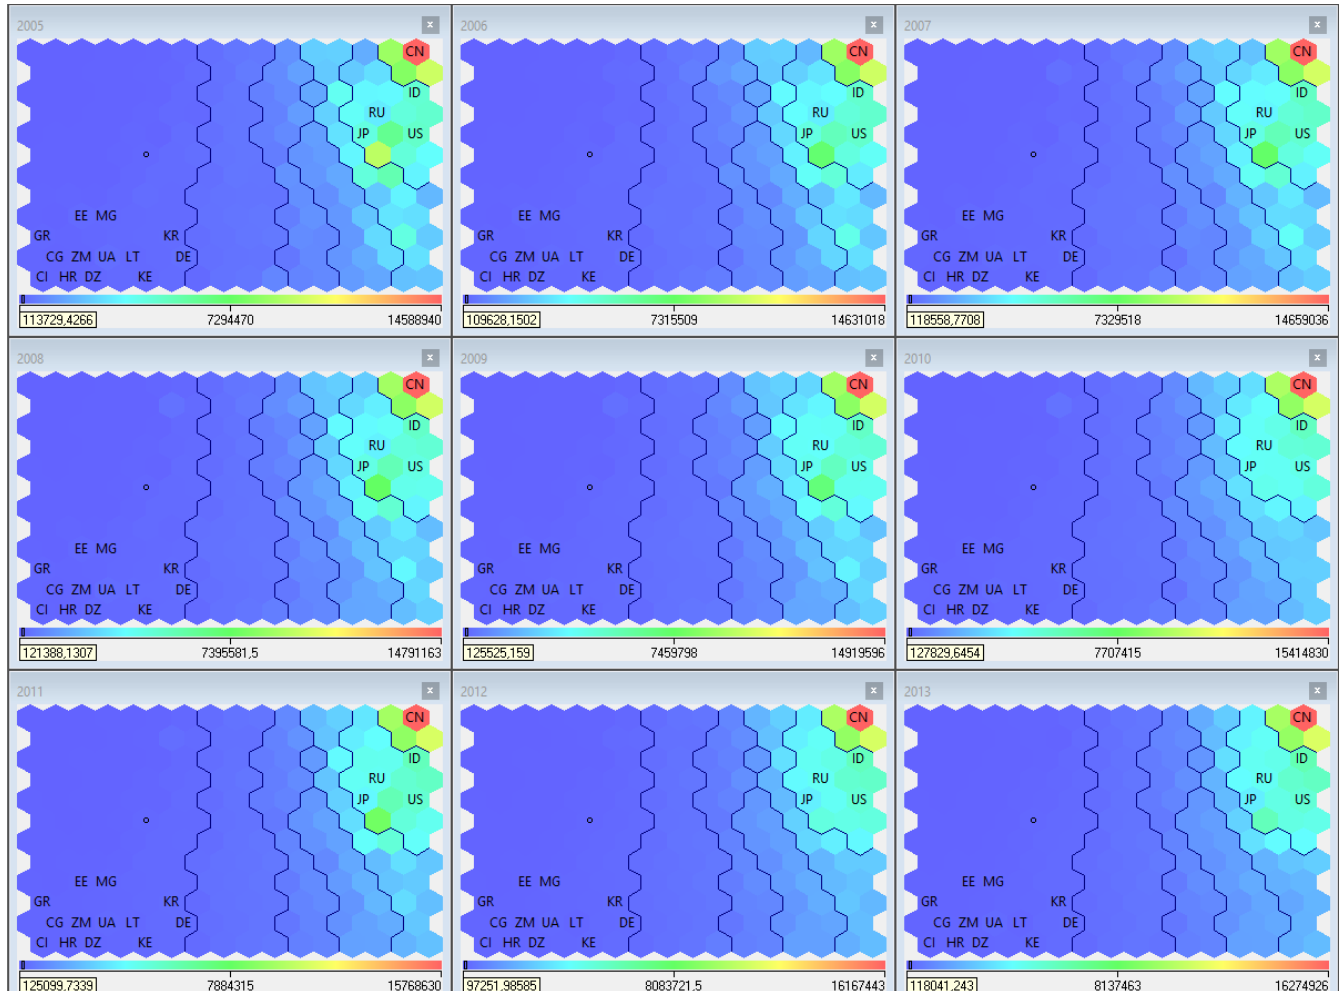 2005 x
CN
ID
RU
JP US
EE MG
GR KR
CG ZM UA LT DE
CI HR DZ KE
113729,4266 7294470 14588940
2006 x
CN
ID
RU
JP US
EE MG
GR KR
CG ZM UA LT DE
CI HR DZ KE
109628,1502 7315509 14631018
2007 x
CN
ID
RU
JP US
EE MG
GR KR
CG ZM UA LT DE
CI HR DZ KE
118558,7708 7329518 14659036
2008 x
CN
ID
RU
JP US
EE MG
GR KR
CG ZM UA LT DE
CI HR DZ KE
121388,1307 7395581,5 14791163
2009 x
CN
ID
RU
JP US
EE MG
GR KR
CG ZM UA LT DE
CI HR DZ KE
125525,159 7459798 14919596
2010 x
CN
ID
RU
JP US
EE MG
GR KR
CG ZM UA LT DE
CI HR DZ KE
127829,6454 7707415 15414830
2011 x
CN
ID
RU
JP US
EE MG
GR KR
CG ZM UA LT DE
CI HR DZ KE
125099,7339 7884315 15768630
2012 x
CN
ID
RU
JP US
EE MG
GR KR
CG ZM UA LT DE
CI HR DZ KE
97251,98585 8083721,5 16167443
2013 x
CN
ID
RU
JP US
EE MG
GR KR
CG ZM UA LT DE
CI HR DZ KE
118041,243 8137463 16274926